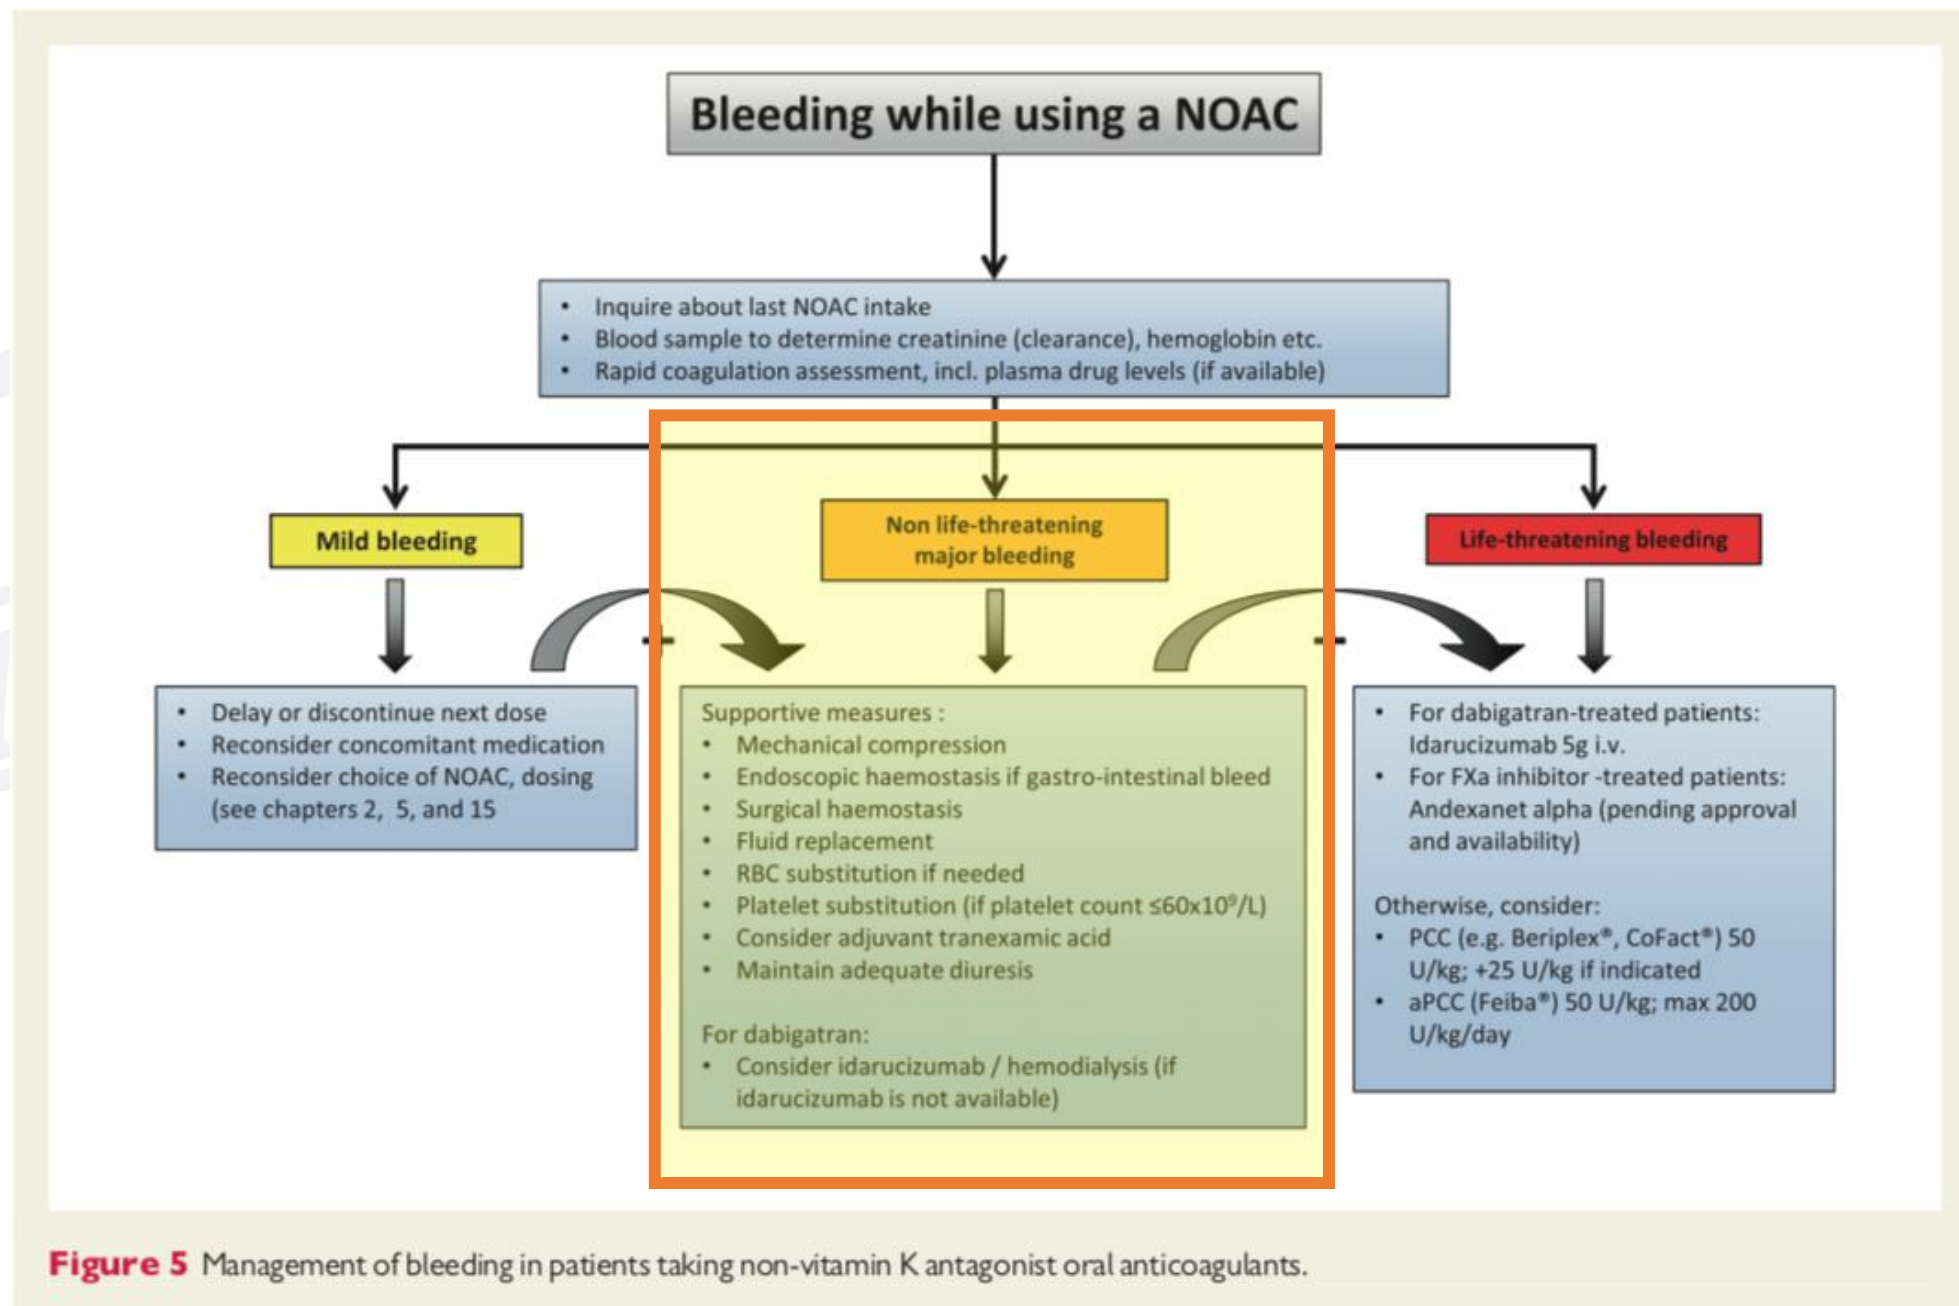 Bleeding while using a NOAC
• Inquire about last NOAC intake
• Blood sample to determine creatinine (clearance), hemoglobin etc.
• Rapid coagulation assessment, incl. plasma drug levels (if available)
Mild bleeding
• Delay or discontinue next dose
• Reconsider concomitant medication
• Reconsider choice of NOAC, dosing
(see chapters 2, 5, and 15
+
Non life-threatening
major bleeding
Supportive measures :
• Mechanical compression
• Endoscopic haemostasis if gastro-intestinal bleed
• Surgical haemostasis
• Fluid replacement
• RBC substitution if needed
• Platelet substitution (if platelet count ≤60x10⁹/L)
• Consider adjuvant tranexamic acid
• Maintain adequate diuresis
For dabigatran:
• Consider idarucizumab / hemodialysis (if
idarucizumab is not available)
+
Life-threatening bleeding
• For dabigatran-treated patients:
Idarucizumab 5g i.v.
• For FXa inhibitor -treated patients:
Andexanet alpha (pending approval
and availability)
Otherwise, consider:
• PCC (e.g. Beriplex®, CoFact®) 50
U/kg; +25 U/kg if indicated
• aPCC (Feiba®) 50 U/kg; max 200
U/kg/day
Figure 5 Management of bleeding in patients taking non-vitamin K antagonist oral anticoagulants.